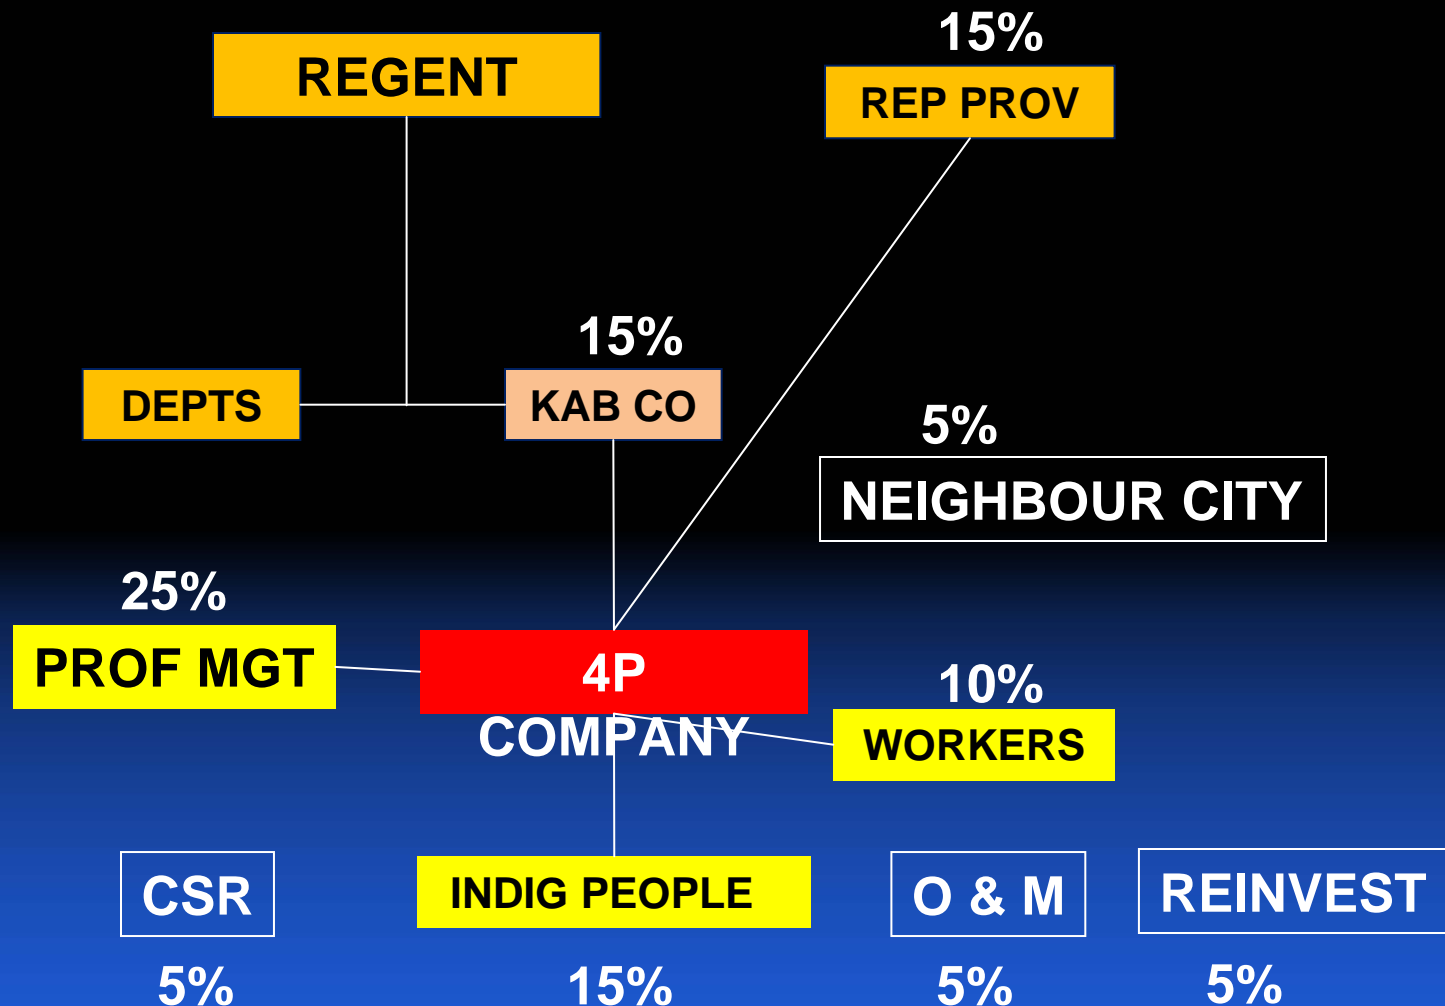 15%
REGENT
REP PROV
15%
DEPTS
KAB CO
5%
NEIGHBOUR CITY
25%
PROF MGT
4P
COMPANY
10%
WORKERS
CSR
INDIG PEOPLE
O & M
REINVEST
5%
15%
5%
5%